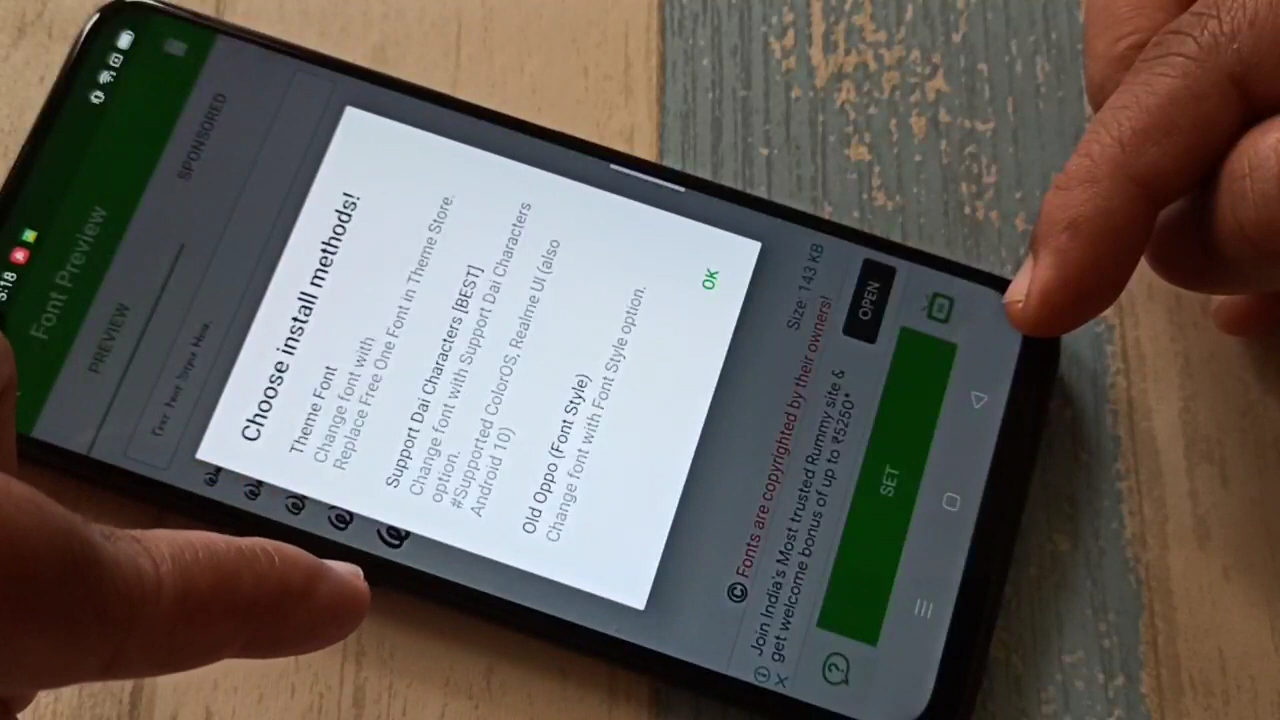 3:18
Font Preview
PREVIEW
SPONSORED
Choose install methods!
Theme Font
Change font with
Replace Free One Font in Theme Store.
Support Dai Characters [BEST]
Change font with Support Dai Characters
option.
#Supported ColorOS, Realme UI (also
Android 10)
Old Oppo (Font Style)
Change font with Font Style option.
OK
Size: 143 KB
© Fonts are copyrighted by their owners!
Join India's Most trusted Rummy site &
get welcome bonus of up to ₹5250*
OPEN
SET